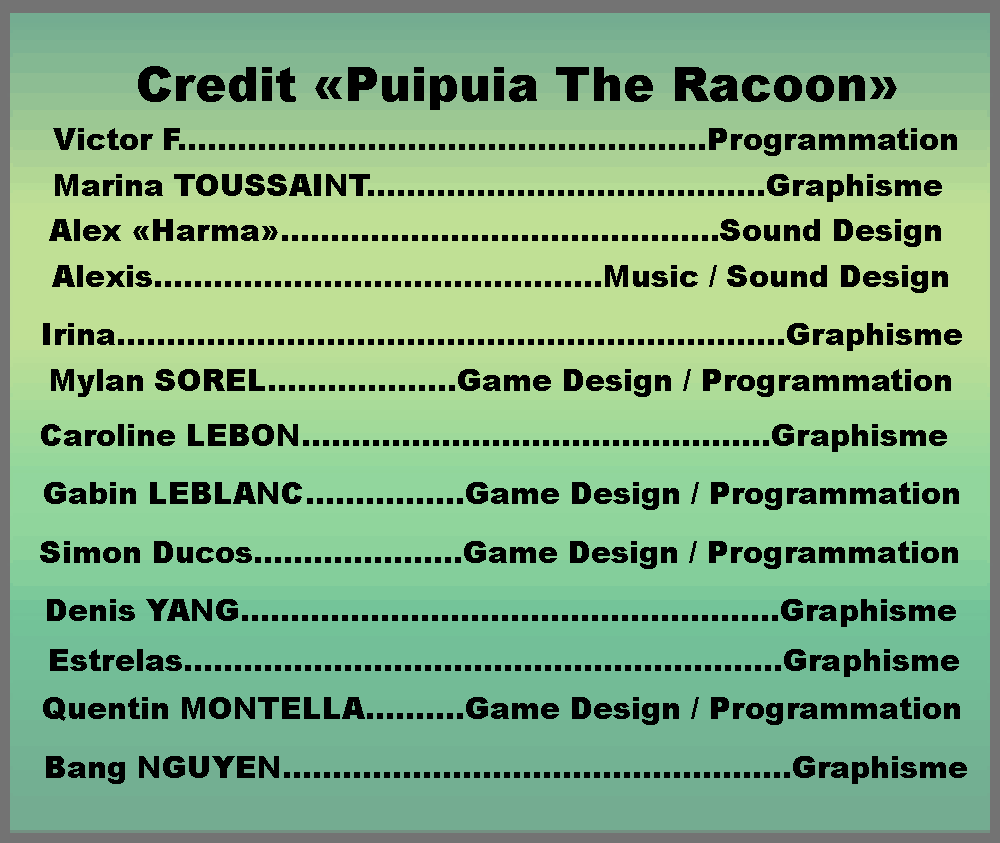 Credit «Puipuia The Racoon»
Victor F.....................................................Programmation
Marina TOUSSAINT........................................Graphisme
Alex «Harma»............................................Sound Design
Alexis.............................................Music / Sound Design
Irina...................................................................Graphisme
Mylan SOREL...................Game Design / Programmation
Caroline LEBON...............................................Graphisme
Gabin LEBLANC................Game Design / Programmation
Simon Ducos.....................Game Design / Programmation
Denis YANG......................................................Graphisme
Estrelas............................................................Graphisme
Quentin MONTELLA..........Game Design / Programmation
Bang NGUYEN...................................................Graphisme